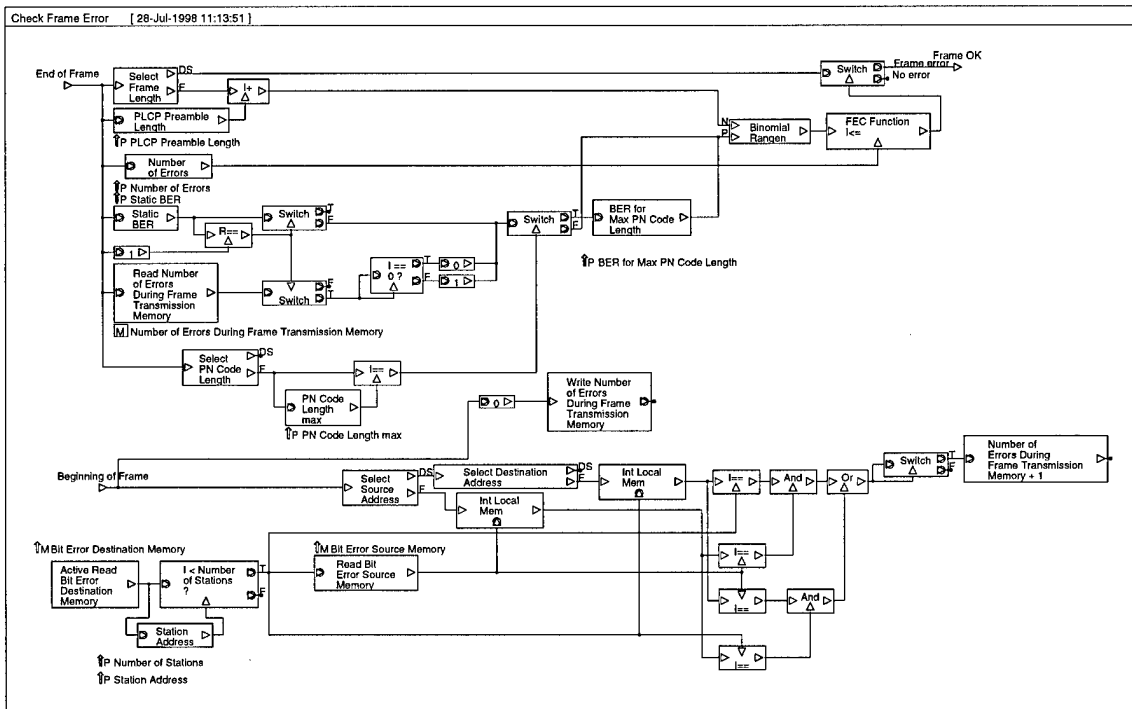 Check Frame Error [ 28-Jul-1998 11:13:51 ]
End of Frame
Select
Frame
Length
DS
F
I+
Switch
Frame error
No error
Frame OK
PLCP Preamble
Length
⇑P PLCP Preamble Length
N
P
Binomial
Rangen
FEC Function
I<=
Number
of Errors
⇑P Number of Errors
⇑P Static BER
Static
BER
R==
1
Switch
T
F
Switch
T
F
BER for
Max PN Code
Length
⇑P BER for Max PN Code Length
Read Number
of Errors
During Frame
Transmission
Memory
Switch
F
T
I ==
0 ?
T
F
0
1
M Number of Errors During Frame Transmission Memory
Select
PN Code
Length
DS
F
I==
PN Code
Length
max
⇑P PN Code Length max
0
Write Number
of Errors
During Frame
Transmission
Memory
Beginning of Frame
Select
Source
Address
DS
F
Select Destination
Address
DS
F
Int Local
Mem
Int Local
Mem
I==
And
Or
Switch
T
F
Number of
Errors During
Frame Transmission
Memory + 1
⇑M Bit Error Destination Memory
Active Read
Bit Error
Destination
Memory
I < Number
of Stations
?
T
F
⇑M Bit Error Source Memory
Read Bit
Error Source
Memory
I==
I==
And
I==
Station
Address
⇑P Number of Stations
⇑P Station Address